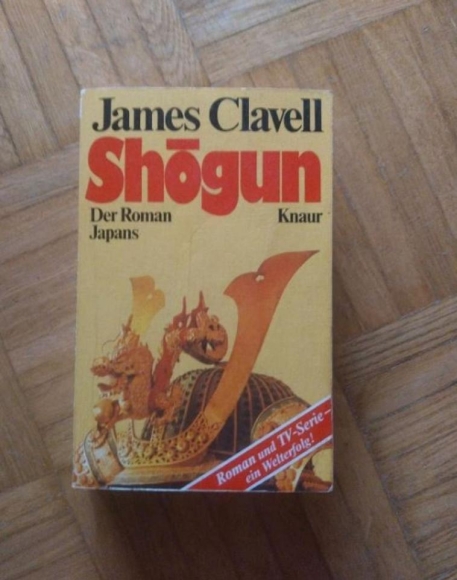 James Clavell
Shōgun
Der Roman
Japans
Knaur
Roman und TV-Serie –
ein Welterfolg!